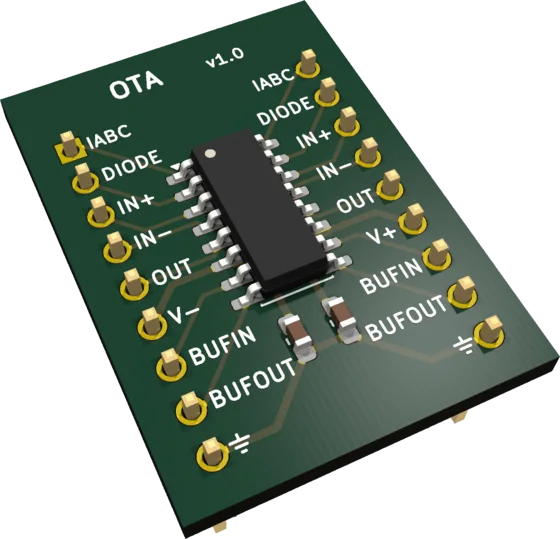 OTA
v1.0
IABC
DIODE
IN+
IN−
OUT
V−
BUFIN
BUFOUT
IABC
DIODE
IN+
IN−
OUT
V+
BUFIN
BUFOUT